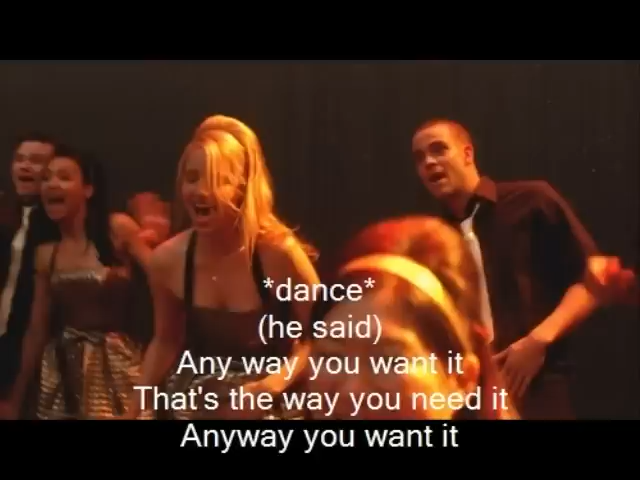 *dance*
(he said)
Any way you want it
That's the way you need it
Anyway you want it